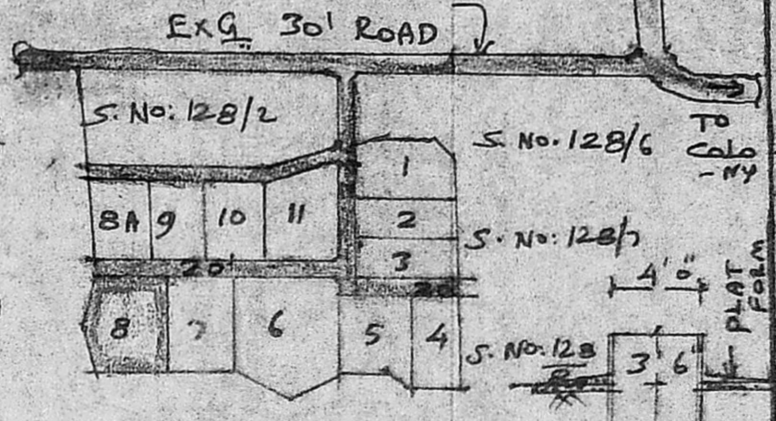 EXG 30' ROAD
S. NO: 128/2
S. NO. 128/6
TO
COLO
-NY
1
8A 9 10 11
2
S. NO: 128/7
3
20'
20
4' 0"
PLAT
FORM
8 7 6 5 4
S. NO: 128
3' 6"